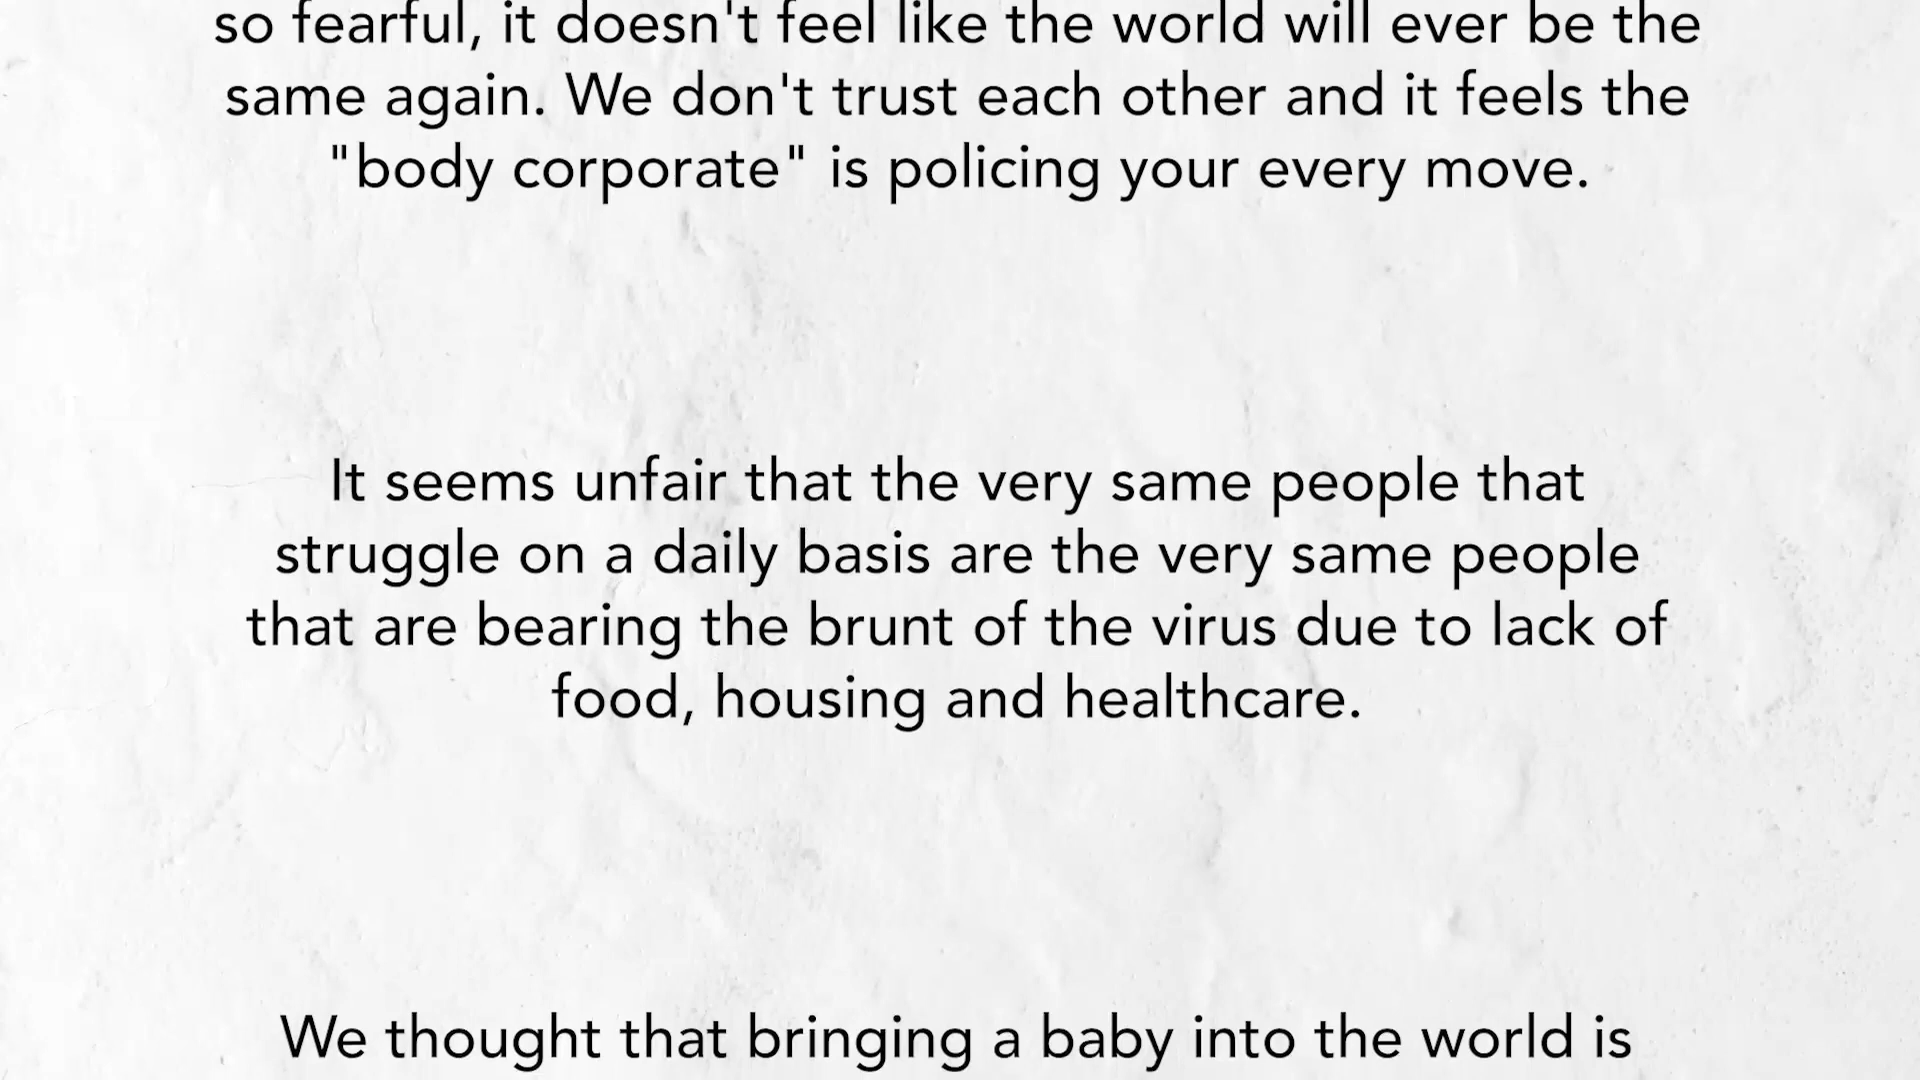 so fearful, it doesn't feel like the world will ever be the
same again. We don't trust each other and it feels the
"body corporate" is policing your every move.
It seems unfair that the very same people that
struggle on a daily basis are the very same people
that are bearing the brunt of the virus due to lack of
food, housing and healthcare.
We thought that bringing a baby into the world is